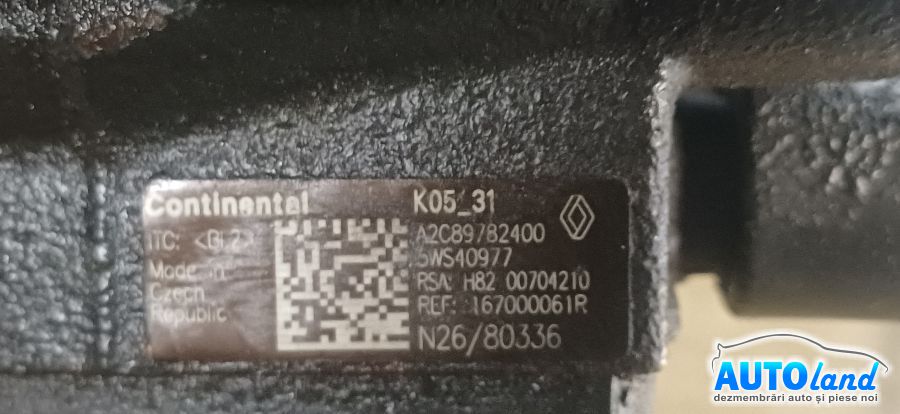 Continental
ITC: <GI.2>
Made in
Czech
Republic
K05_31
A2C89782400
5WS40977
RSA: H82 00704210
REF: 167000061R
N26/80336
AUTOland
dezmembrări auto și piese noi